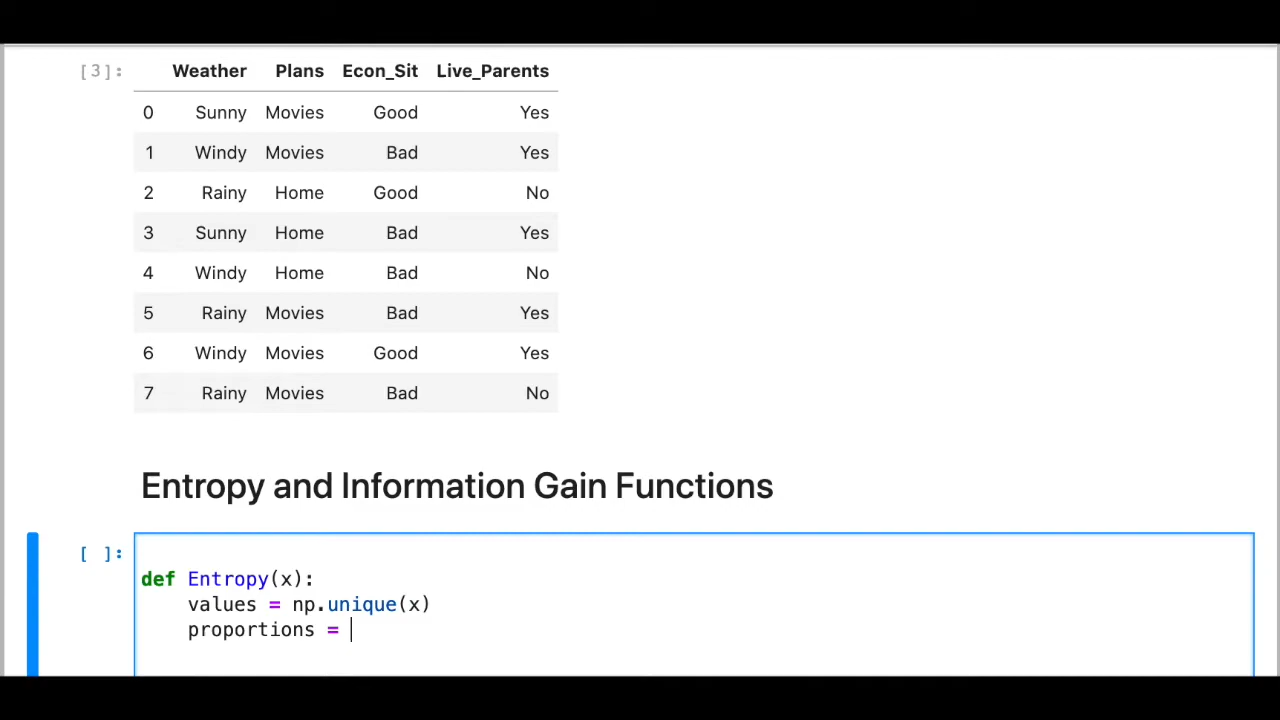 [3]: Weather Plans Econ_Sit Live_Parents
0 Sunny Movies Good Yes
1 Windy Movies Bad Yes
2 Rainy Home Good No
3 Sunny Home Bad Yes
4 Windy Home Bad No
5 Rainy Movies Bad Yes
6 Windy Movies Good Yes
7 Rainy Movies Bad No
Entropy and Information Gain Functions
[ ]:
def Entropy(x):
    values = np.unique(x)
    proportions =